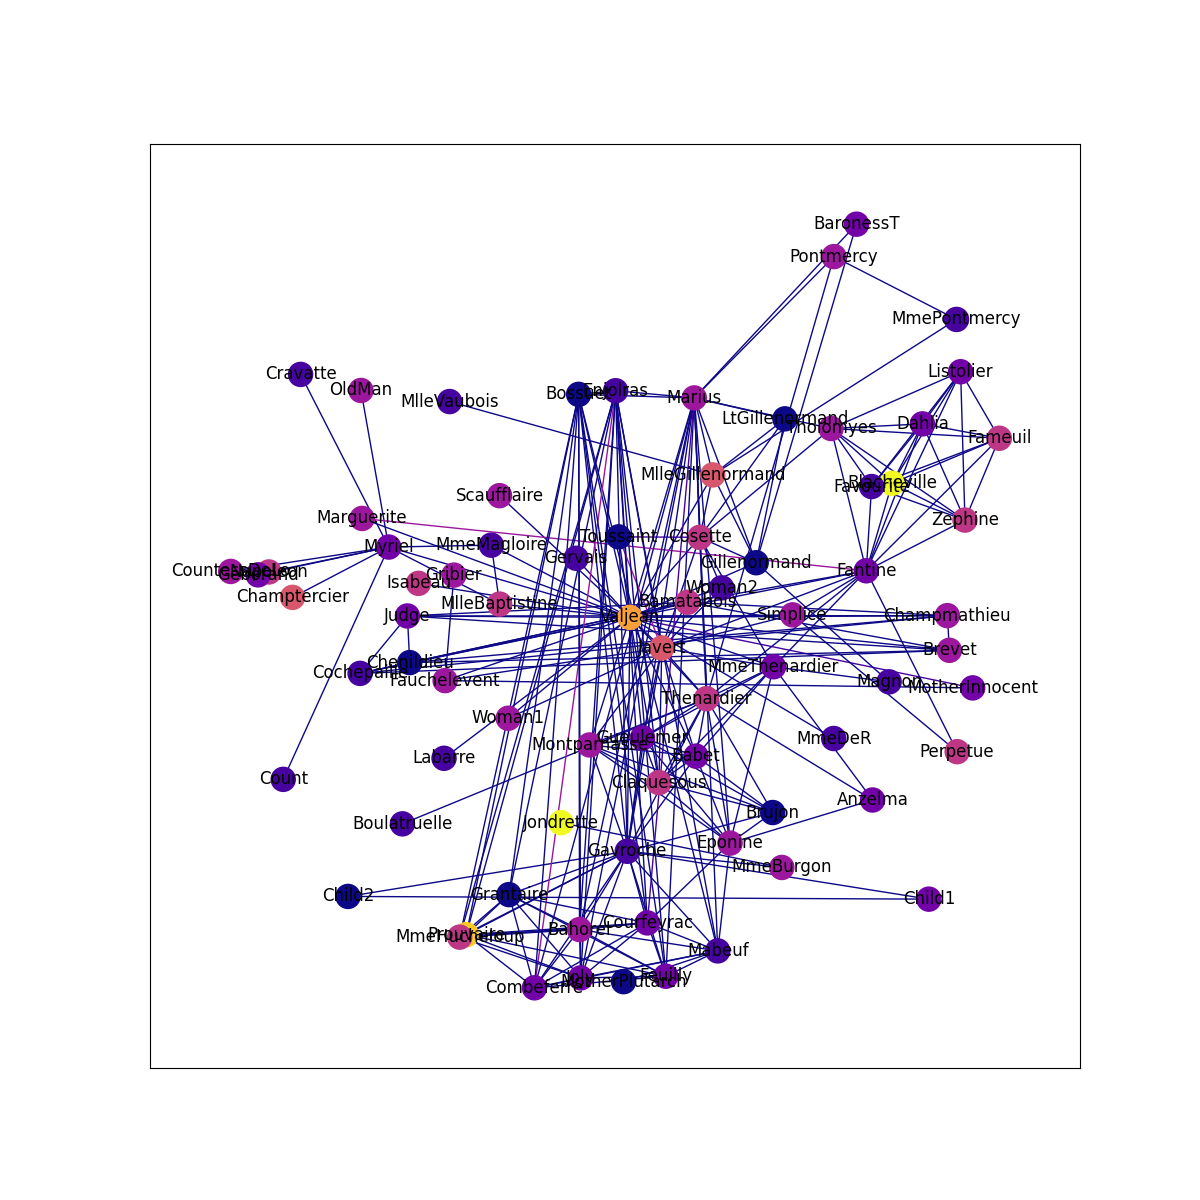 BaronessT
Pontmercy
MmePontmercy
Listolier
Cravatte
OldMan
MlleVaubois
Bossuet
Enjolras
Marius
LtGillenormand
Tholomyes
Dahlia
Fameuil
MlleGillenormand
Favourite
Blacheville
Scaufflaire
Marguerite
Zephine
Myriel
MmeMagloire
Toussaint
Cosette
Gervais
Gillenormand
Fantine
CountessDeLo
Geborand
Napoleon
Champtercier
Isabeau
Gribier
MlleBaptistine
Woman2
Bamatabois
Judge
Valjean
Simplice
Champmathieu
Javert
Brevet
Chenildieu
Cochepaille
Fauchelevent
MmeThenardier
Magnon
MotherInnocent
Thenardier
Woman1
Montparnasse
Gueulemer
MmeDeR
Perpetue
Labarre
Babet
Count
Claquesous
Anzelma
Boulatruelle
Jondrette
Brujon
Eponine
Gavroche
MmeBurgon
Child2
Grantaire
Child1
MmeHucheloup
Prouvaire
Bahorel
Courfeyrac
Mabeuf
Combeferre
Joly
MotherPlutarch
Feuilly